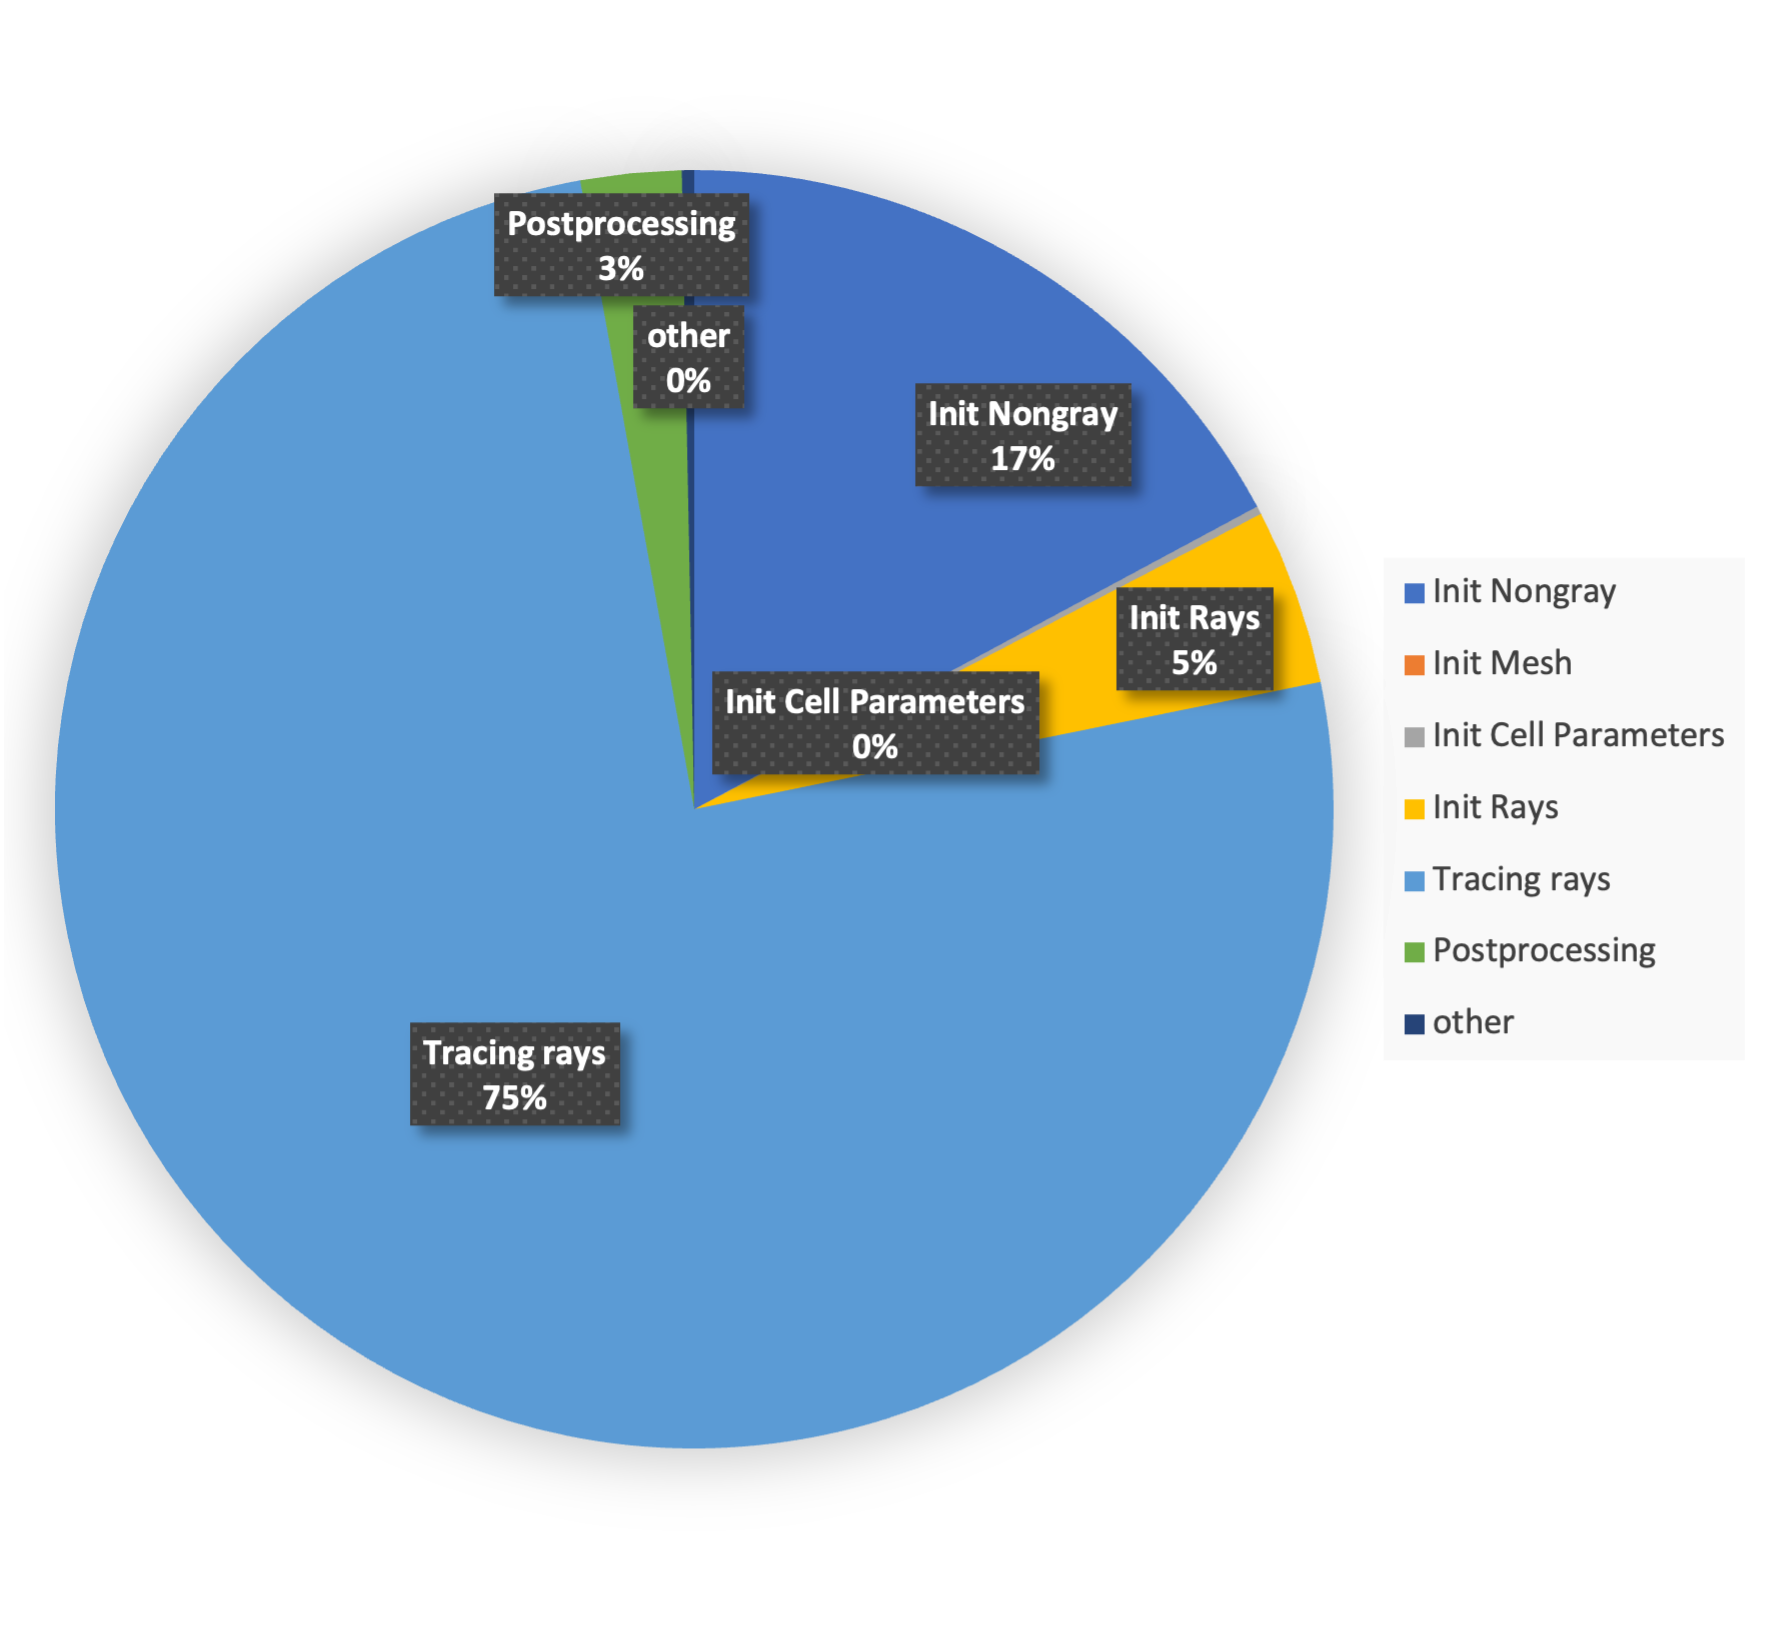 Postprocessing
3%
other
0%
Init Nongray
17%
Init Rays
5%
Init Cell Parameters
0%
Tracing rays
75%
Init Nongray
Init Mesh
Init Cell Parameters
Init Rays
Tracing rays
Postprocessing
other